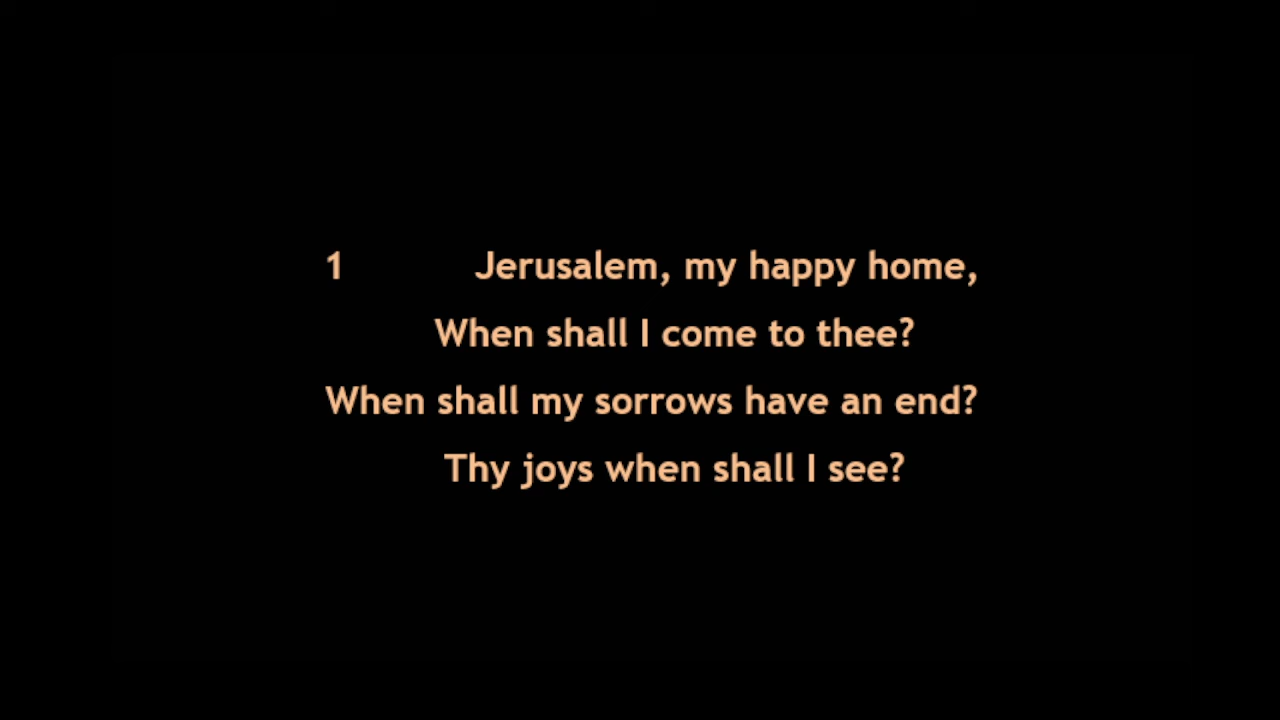 1 Jerusalem, my happy home,
When shall I come to thee?
When shall my sorrows have an end?
Thy joys when shall I see?